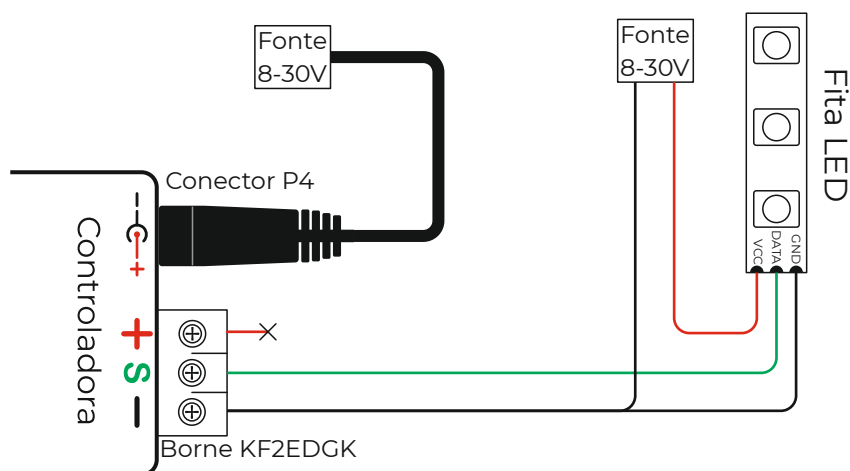 Fonte
8-30V
Fonte
8-30V
Fita LED
Conector P4
Controladora
VCC
DATA
GND
+
+
S
-
Borne KF2EDGK